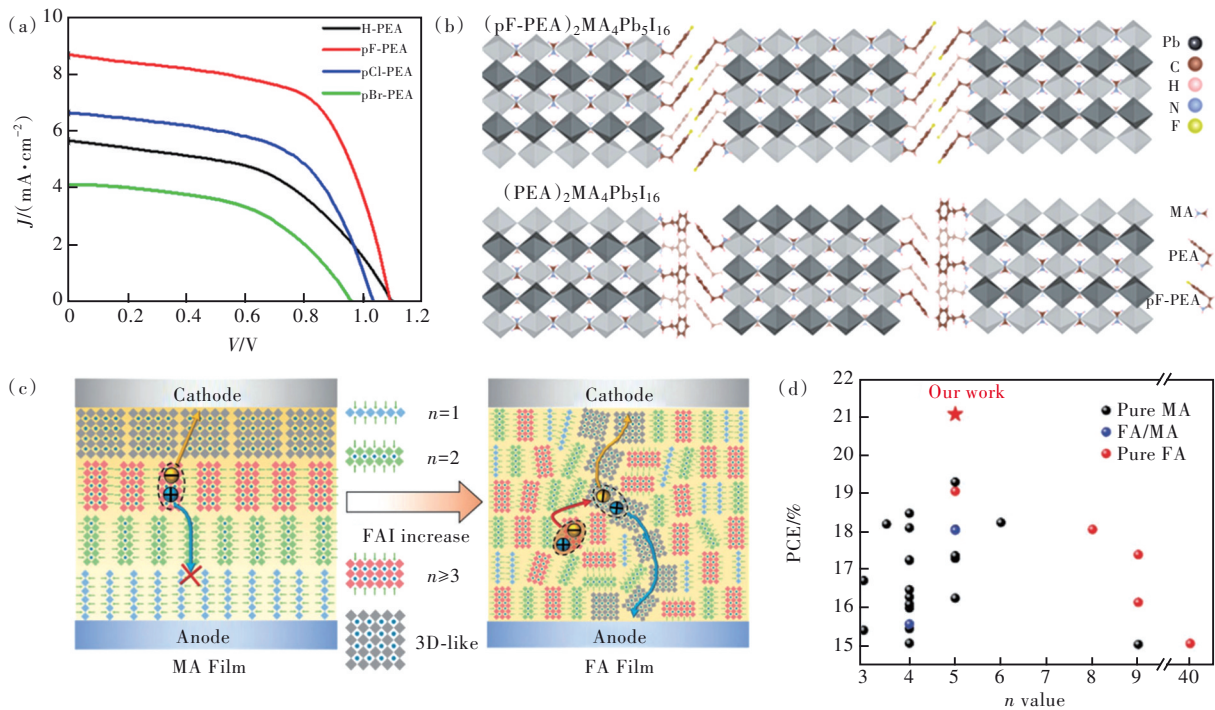 (a)
10
8
6
4
2
0
J/(mA·cm⁻²)
H-PEA
pF-PEA
pCl-PEA
pBr-PEA
0
0.2
0.4
0.6
0.8
1.0
1.2
V/V
(b)
(pF-PEA)₂MA₄Pb₅I₁₆
Pb
C
H
N
F
(PEA)₂MA₄Pb₅I₁₆
MA
PEA
pF-PEA
(c)
Cathode
Anode
MA Film
n=1
n=2
FAI increase
n≥3
3D-like
Cathode
Anode
FA Film
(d)
22
21
20
19
18
17
16
15
PCE/%
Our work
Pure MA
FA/MA
Pure FA
3
4
5
6
7
8
9
40
n value